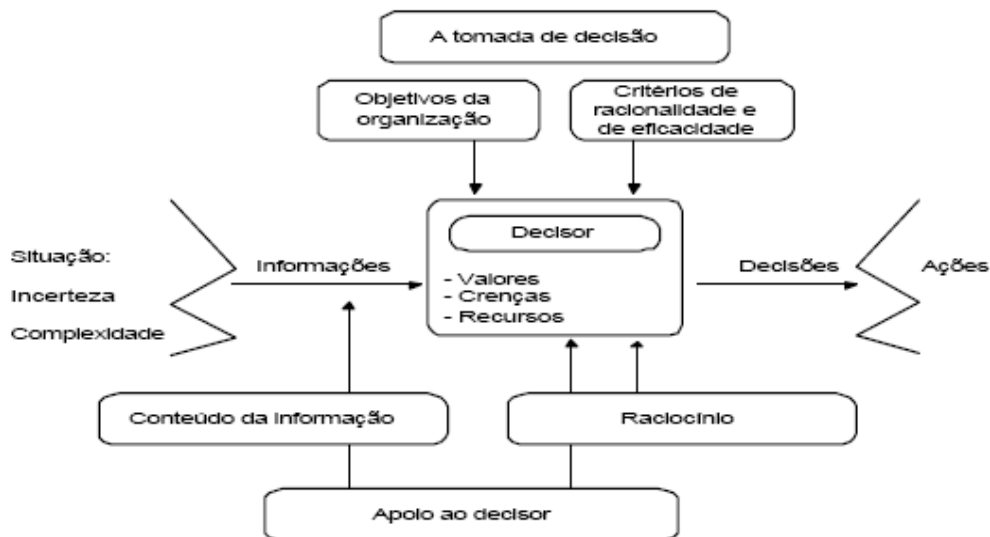 A tomada de decisão
Objetivos da
organização
Critérios de
racionalidade e
de eficacidade
Situação:
Incerteza
Complexidade
Informações
Decisor
- Valores
- Crenças
- Recursos
Decisões
Ações
Conteúdo da informação
Raciocínio
Apoio ao decisor